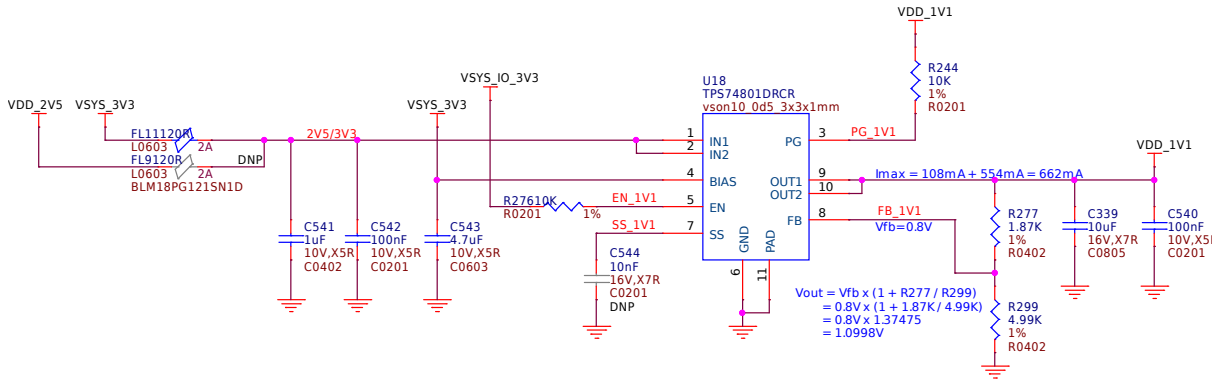 VDD_1V1
R244
10K
1%
R0201
VSYS_IO_3V3
U18
TPS74801DRCR
vson10_0d5_3x3x1mm
VDD_2V5
VSYS_3V3
VSYS_3V3
FL11120R
L0603
2A
FL9120R
L0603
2A
BLM18PG121SN1D
DNP
2V5/3V3
1
2
4
5
7
IN1
IN2
BIAS
EN
SS
PG
OUT1
OUT2
FB
GND
PAD
6
11
3
9
10
8
PG_1V1
VDD_1V1
Imax = 108mA + 554mA = 662mA
FB_1V1
Vfb=0.8V
R27610K
R0201
1%
EN_1V1
SS_1V1
C541
1uF
10V,X5R
C0402
C542
100nF
10V,X5R
C0201
C543
4.7uF
10V,X5R
C0603
C544
10nF
16V,X7R
C0201
DNP
R277
1.87K
1%
R0402
C339
10uF
16V,X7R
C0805
C540
100nF
10V,X5R
C0201
Vout = Vfb x (1 + R277 / R299)
= 0.8V x (1 + 1.87K / 4.99K)
= 0.8V x 1.37475
= 1.0998V
R299
4.99K
1%
R0402